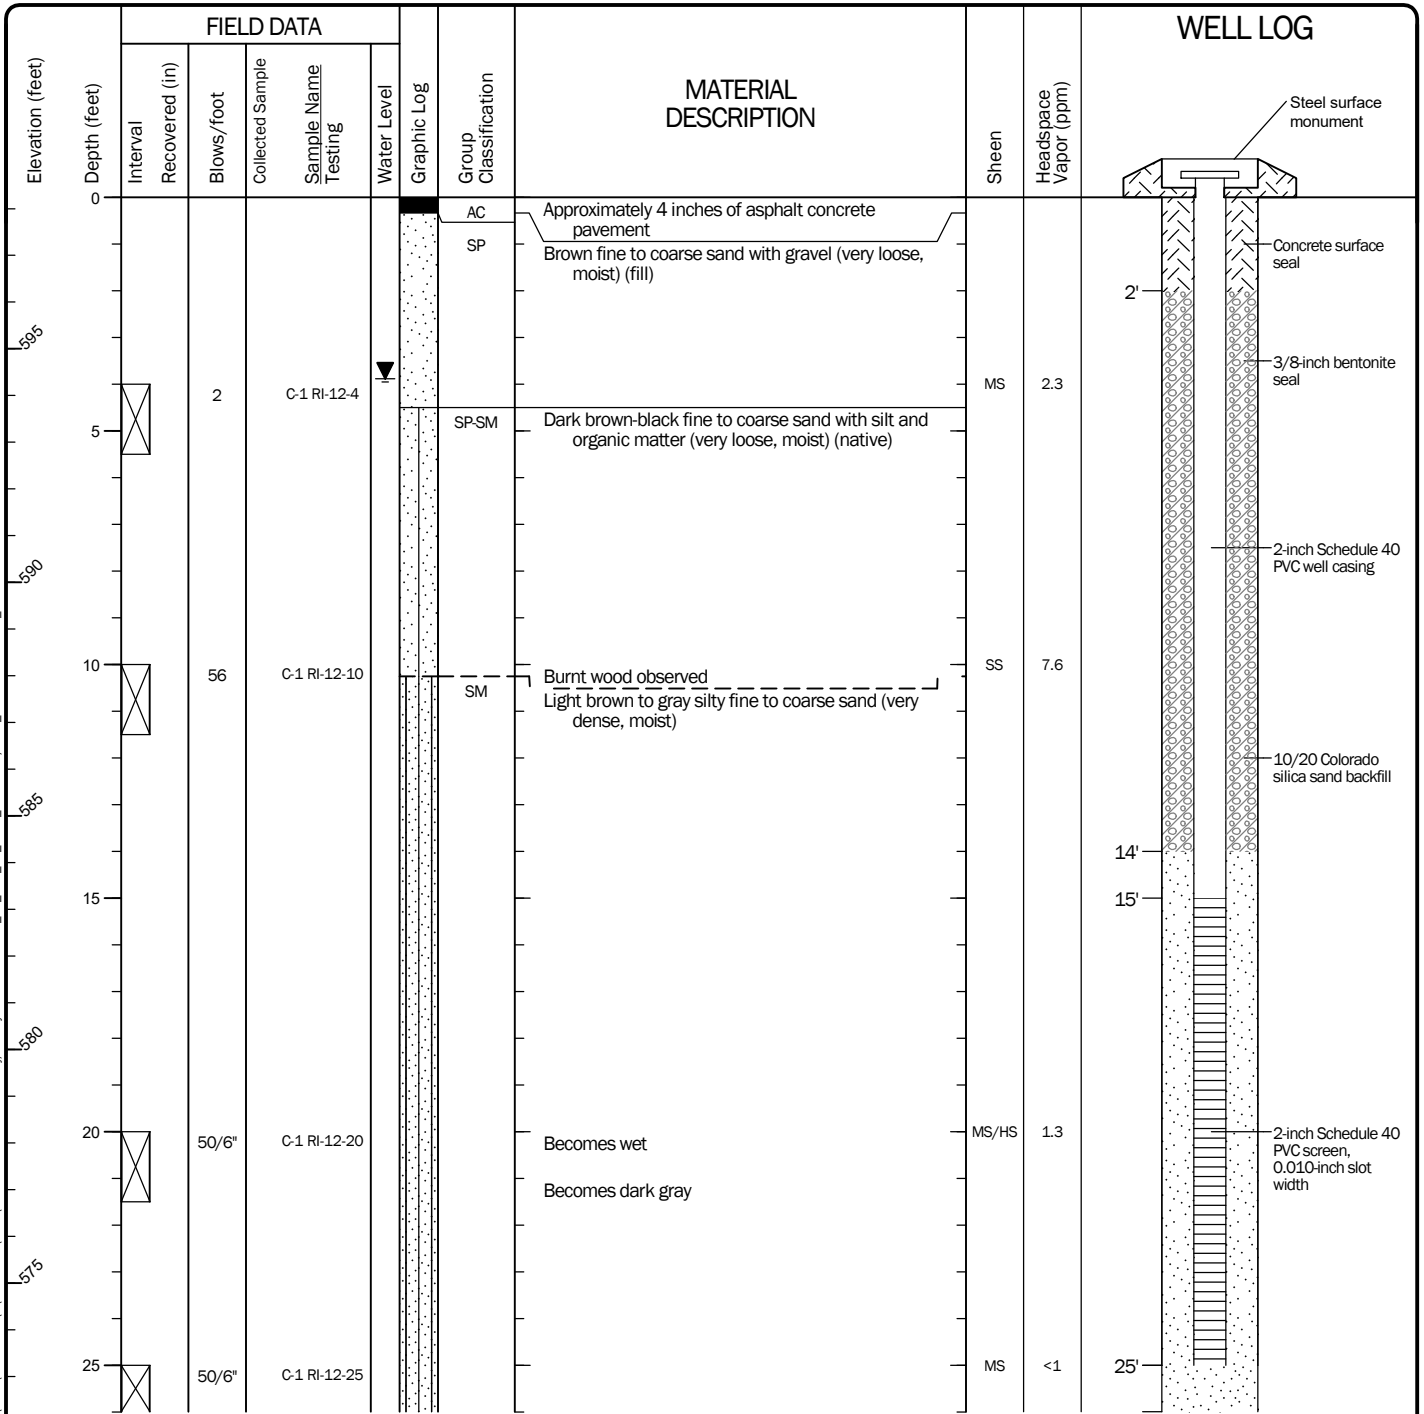 FIELD DATA
WELL LOG
Elevation (feet)
Depth (feet)
Interval
Recovered (in)
Blows/foot
Collected Sample
Sample Name
Testing
Water Level
Graphic Log
Group
Classification
MATERIAL
DESCRIPTION
Sheen
Headspace
Vapor (ppm)
Steel surface
monument
0
AC
Approximately 4 inches of asphalt concrete
pavement
SP
Brown fine to coarse sand with gravel (very loose,
moist) (fill)
Concrete surface
seal
2'
595
3/8-inch bentonite
seal
2
C-1 RI-12-4
MS
2.3
5
SP-SM
Dark brown-black fine to coarse sand with silt and
organic matter (very loose, moist) (native)
590
2-inch Schedule 40
PVC well casing
10
56
C-1 RI-12-10
Burnt wood observed
SS
7.6
SM
Light brown to gray silty fine to coarse sand (very
dense, moist)
10/20 Colorado
silica sand backfill
585
14'
15
15'
580
20
50/6"
C-1 RI-12-20
Becomes wet
MS/HS
1.3
2-inch Schedule 40
PVC screen,
0.010-inch slot
width
Becomes dark gray
575
25
50/6"
C-1 RI-12-25
MS
<1
25'